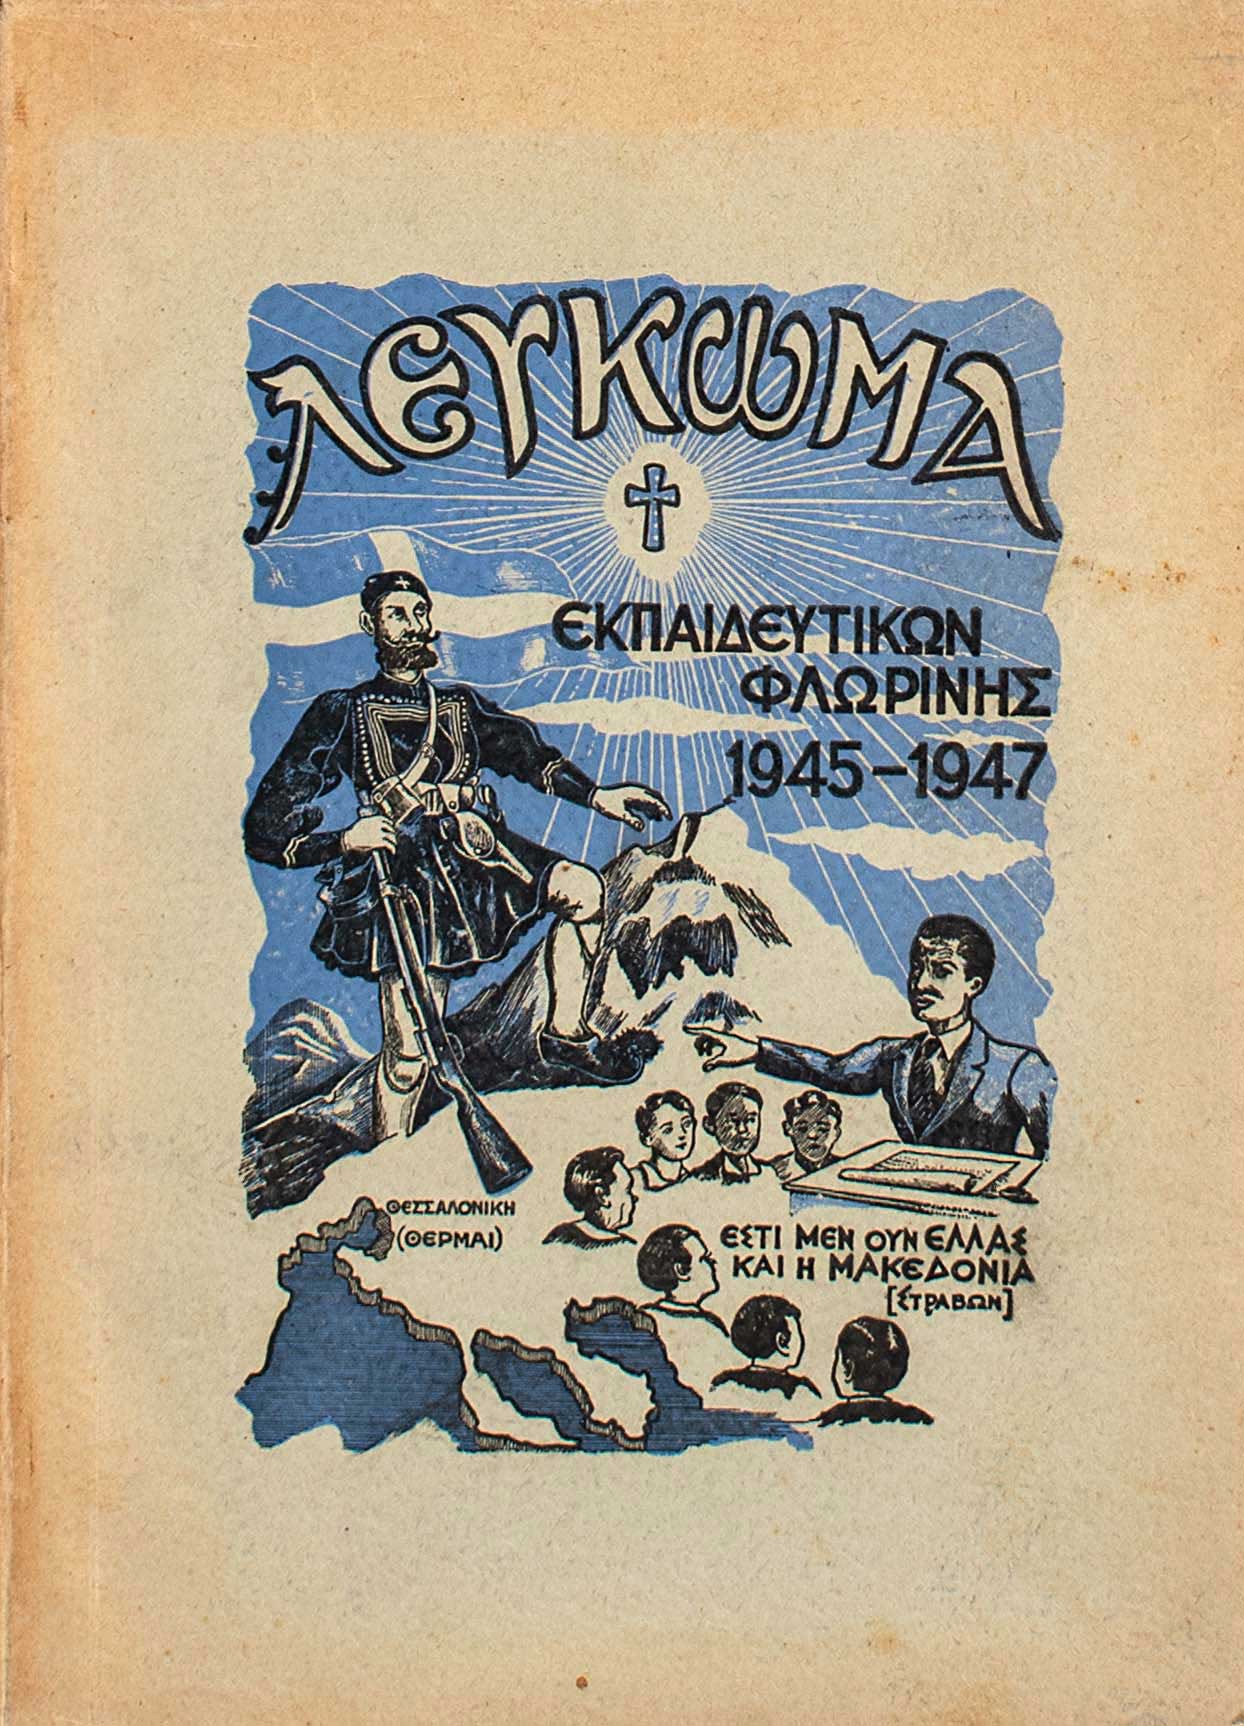 ΛΕΥΚΩΜΑ
ΕΚΠΑΙΔΕΥΤΙΚΩΝ
ΦΛΩΡΙΝΗΣ
1945-1947
ΘΕΣΣΑΛΟΝΙΚΗ
(ΘΕΡΜΑΙ)
ΕΣΤΙ ΜΕΝ ΟΥΝ ΕΛΛΑΣ
ΚΑΙ Η ΜΑΚΕΔΟΝΙΑ
[ΣΤΡΑΒΩΝ]